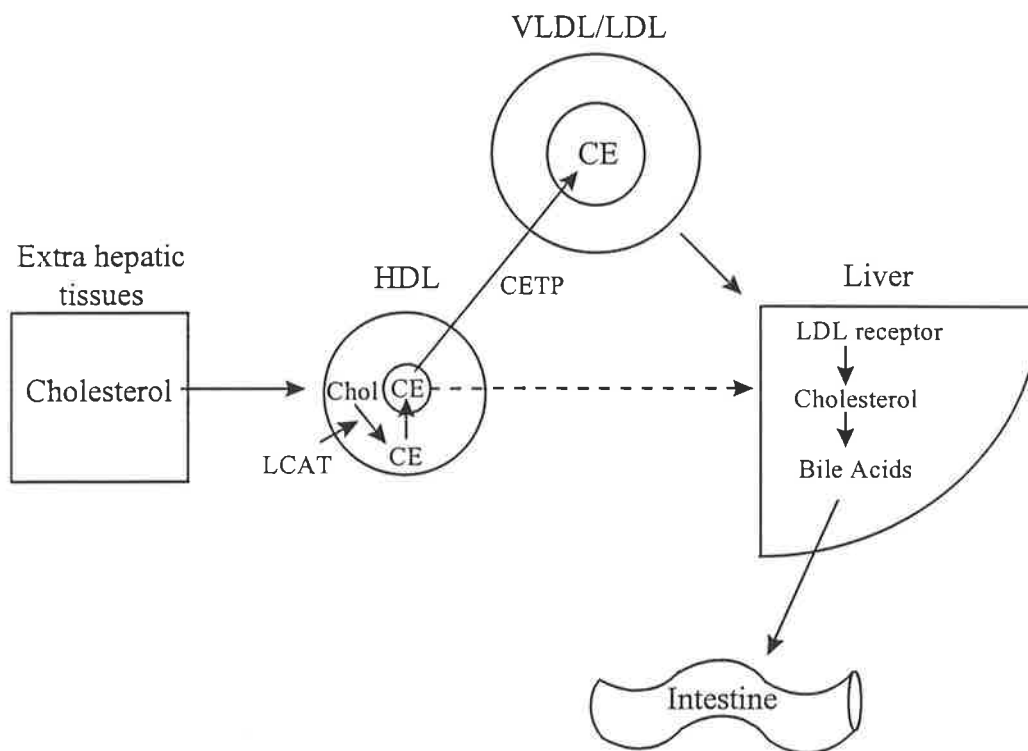 VLDL/LDL
CE
Extra hepatic
tissues
HDL
CETP
Liver
LDL receptor
Cholesterol
Chol
CE
Cholesterol
LCAT
CE
Bile Acids
Intestine